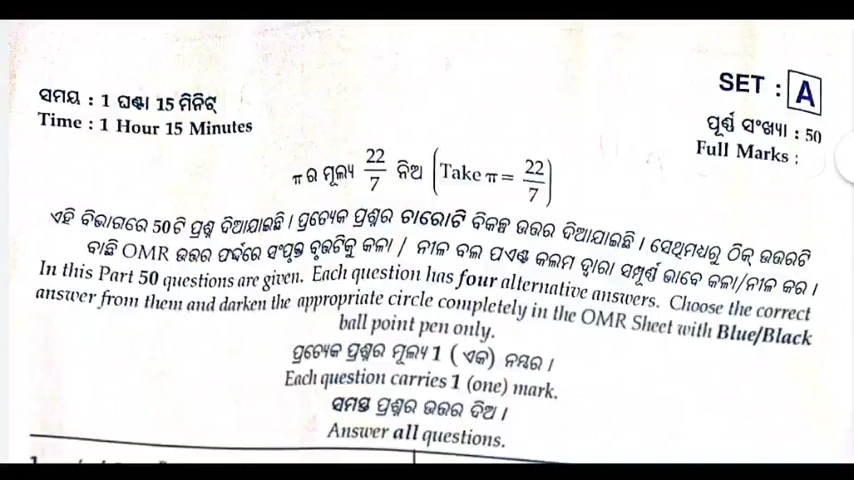 SET : A
ସମୟ : 1 ଘଣ୍ଟା 15 ମିନିଟ୍
ପୂର୍ଣ୍ଣ ସଂଖ୍ୟା : 50
Time : 1 Hour 15 Minutes
Full Marks :
π ର ମୂଲ୍ୟ 22/7 ନିଅ (Take π = 22/7)
ଏହି ବିଭାଗରେ 50 ଟି ପ୍ରଶ୍ନ ଦିଆଯାଇଛି । ପ୍ରତ୍ୟେକ ପ୍ରଶ୍ନର ଚାରୋଟି ବିକଳ୍ପ ଉତ୍ତର ଦିଆଯାଇଛି । ସେଥିମଧ୍ୟରୁ ଠିକ୍ ଉତ୍ତରଟି
ବାଛି OMR ଉତ୍ତର ଫର୍ଦ୍ଦରେ ସଂପୃକ୍ତ ବୃତ୍ତଟିକୁ କଳା / ନୀଳ ବଲ ପଏଣ୍ଟ କଲମ ଦ୍ୱାରା ସମ୍ପୂର୍ଣ୍ଣ ଭାବେ କଳା/ନୀଳ କର ।
In this Part 50 questions are given. Each question has four alternative answers. Choose the correct
answer from them and darken the appropriate circle completely in the OMR Sheet with Blue/Black
ball point pen only.
ପ୍ରତ୍ୟେକ ପ୍ରଶ୍ନର ମୂଲ୍ୟ 1 ( ଏକ) ନମ୍ବର ।
Each question carries 1 (one) mark.
ସମସ୍ତ ପ୍ରଶ୍ନର ଉତ୍ତର ଦିଅ ।
Answer all questions.